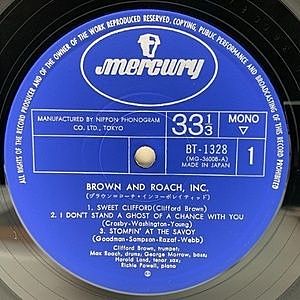 ALL RIGHTS OF THE RECORD PRODUCER AND OF THE OWNER OF THE WORK REPRODUCED RESERVED. COPYING, PUBLIC PERFORMANCE AND BROADCASTING OF THIS RECORD PROHIBITED
mercury
MANUFACTURED BY NIPPON PHONOGRAM CO. LTD., TOKYO
33 1/3
MONO
BT-1328
(MG-36008-A)
MADE IN JAPAN
1
BROWN AND ROACH, INC.
(ブラウン=ローチ・インコーポレイティッド)
1. SWEET CLIFFORD (Clifford Brown)
2. I DON'T STAND A GHOST OF A CHANCE WITH YOU
(Crosby-Washington-Young)
3. STOMPIN' AT THE SAVOY
(Goodman-Sampson-Razaf-Webb)
Clifford Brown, trumpet;
Max Roach, drums; George Morrow, bass;
Harold Land, tenor sax;
Richie Powell, piano